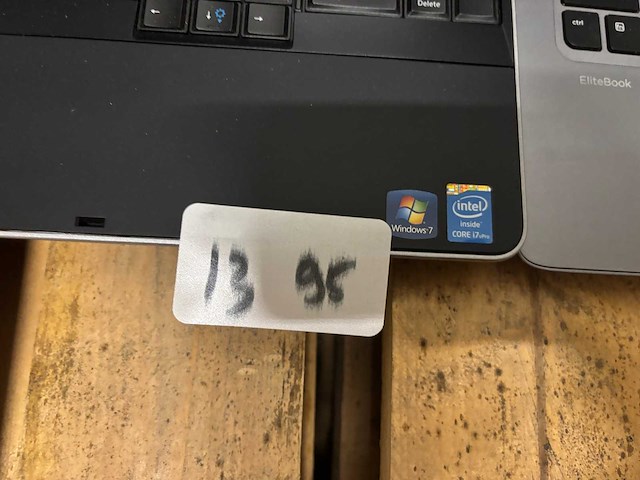 Delete
ctrl
EliteBook
Windows 7
intel
inside
CORE i7 vPro
13 95